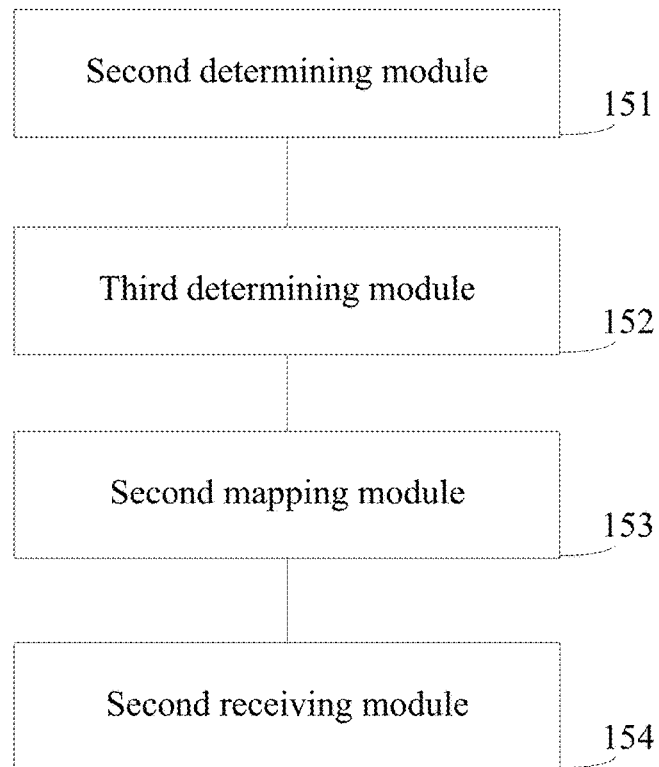 Second determining module
151
Third determining module
152
Second mapping module
153
Second receiving module
154